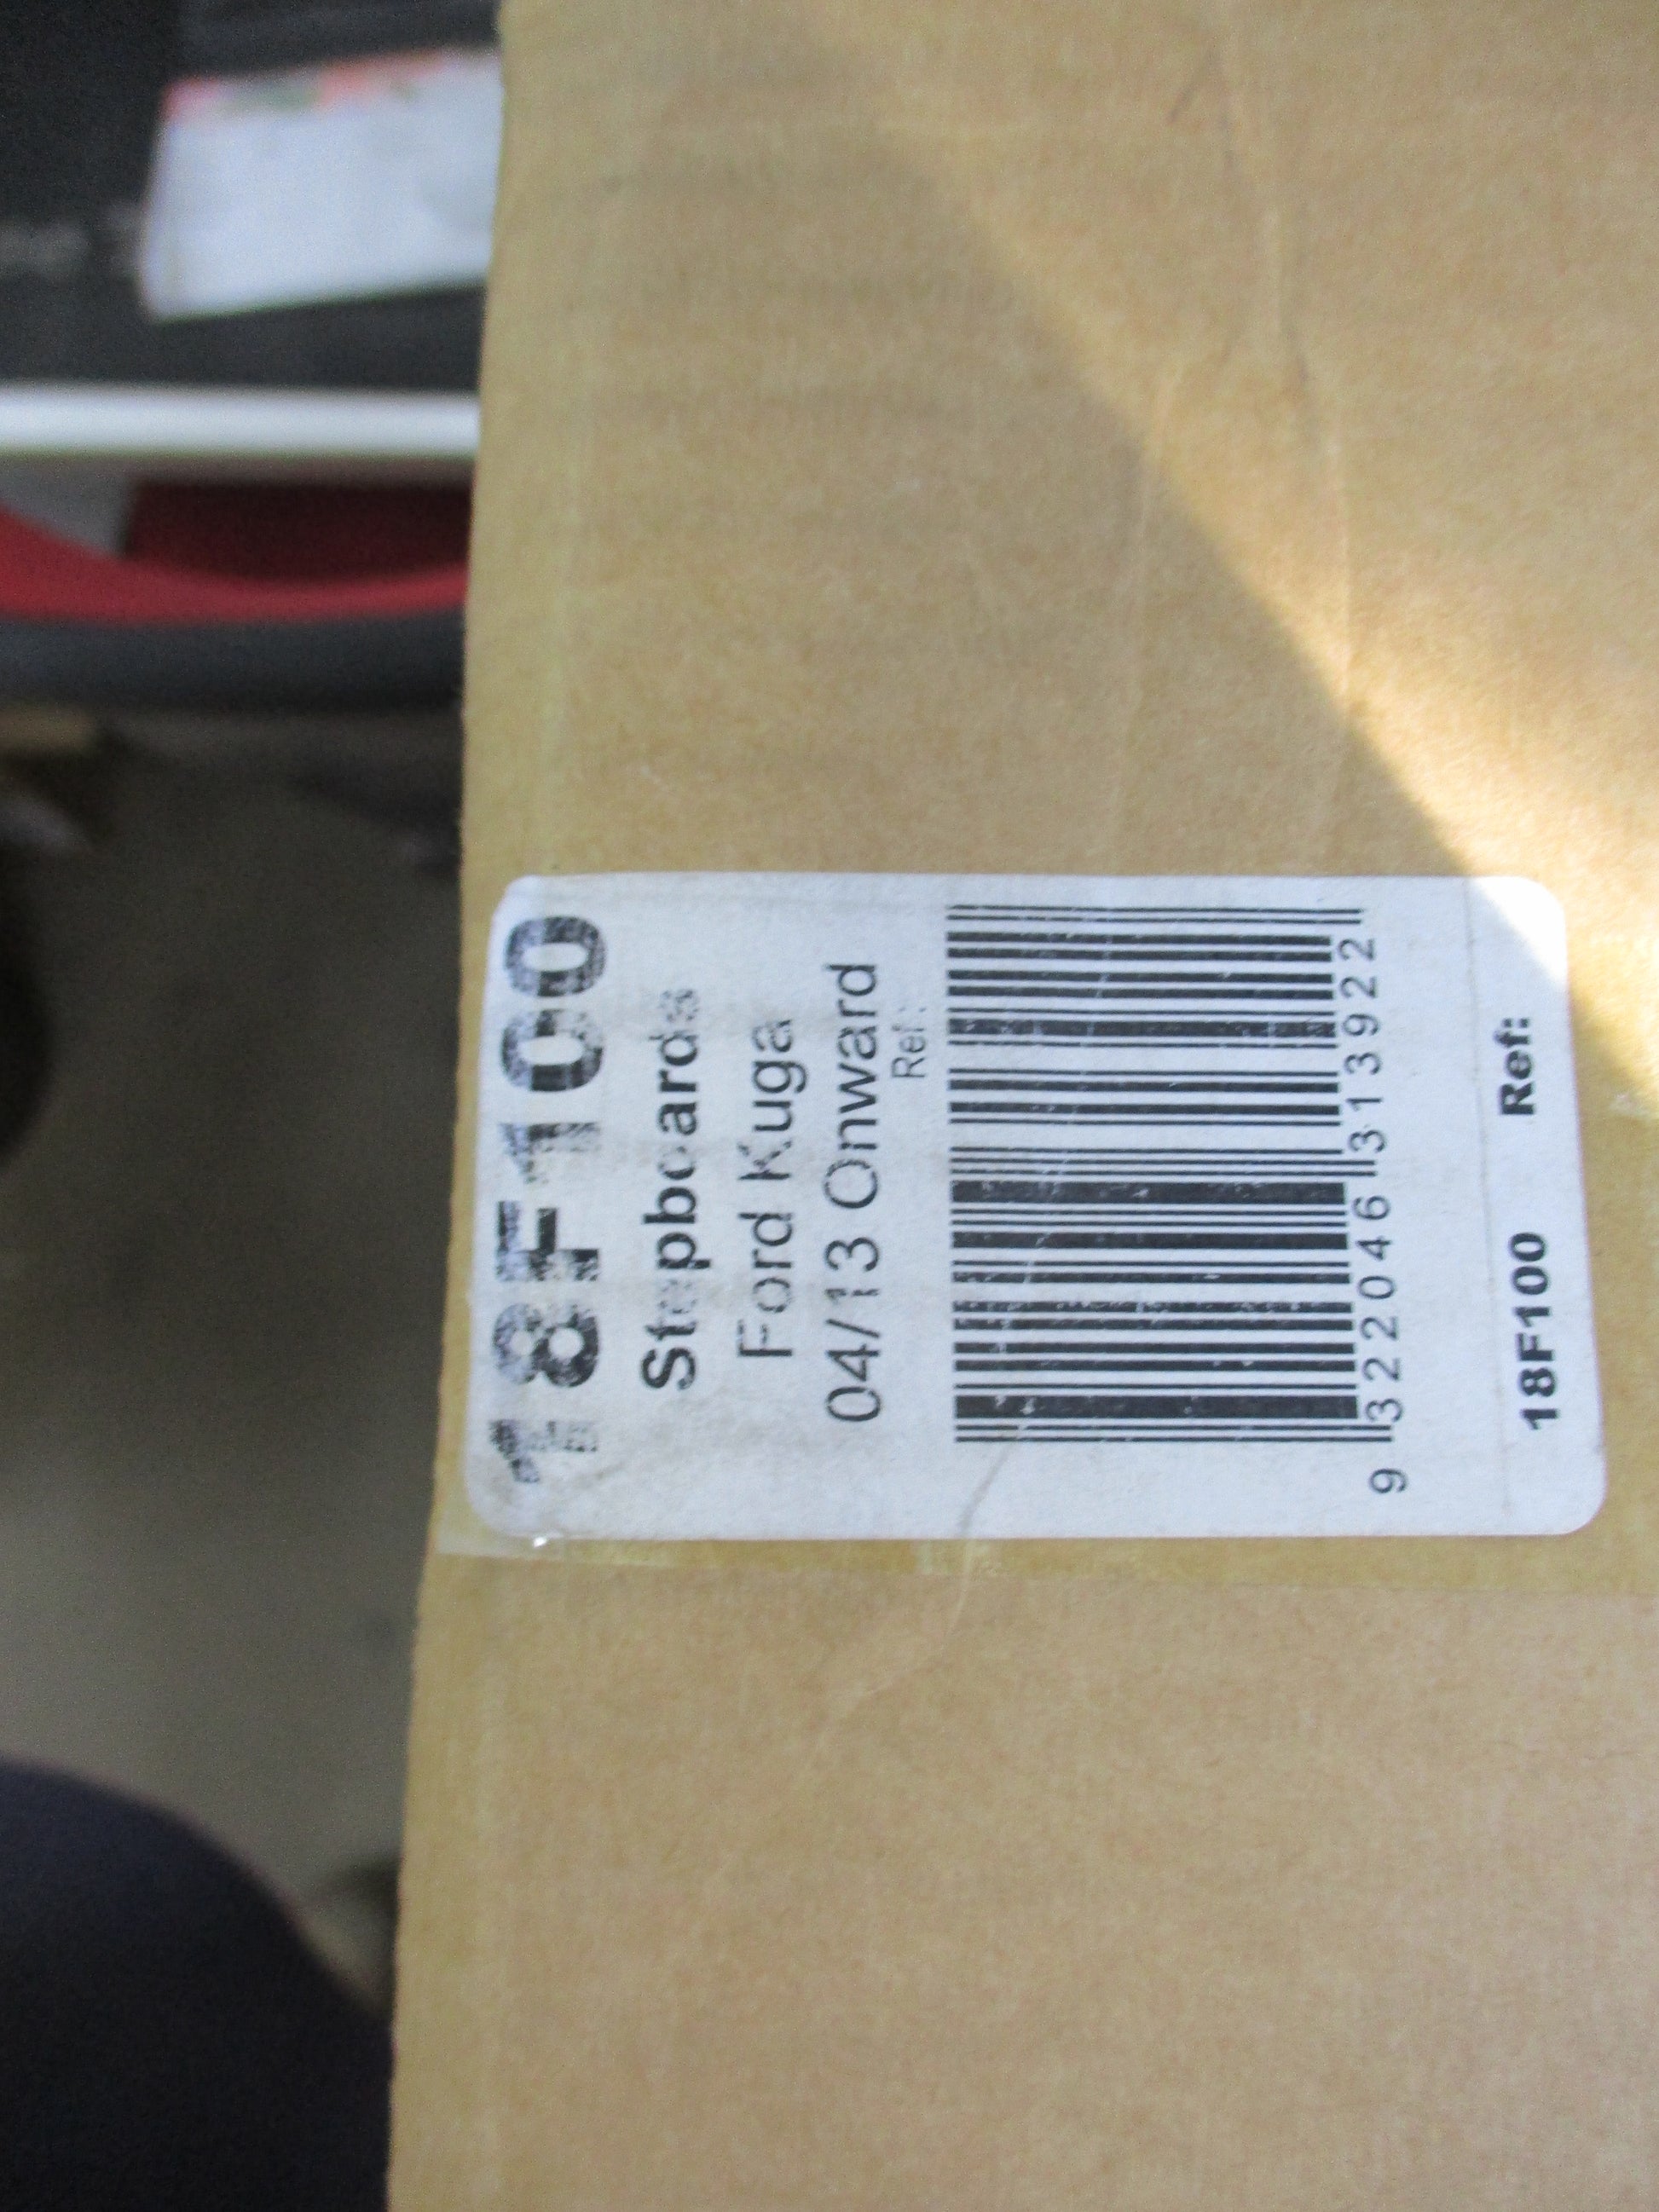 18F100
Stepboards
Ford Kuga
04/13 Onward
Ref:
9 322046 313922
18F100 Ref: